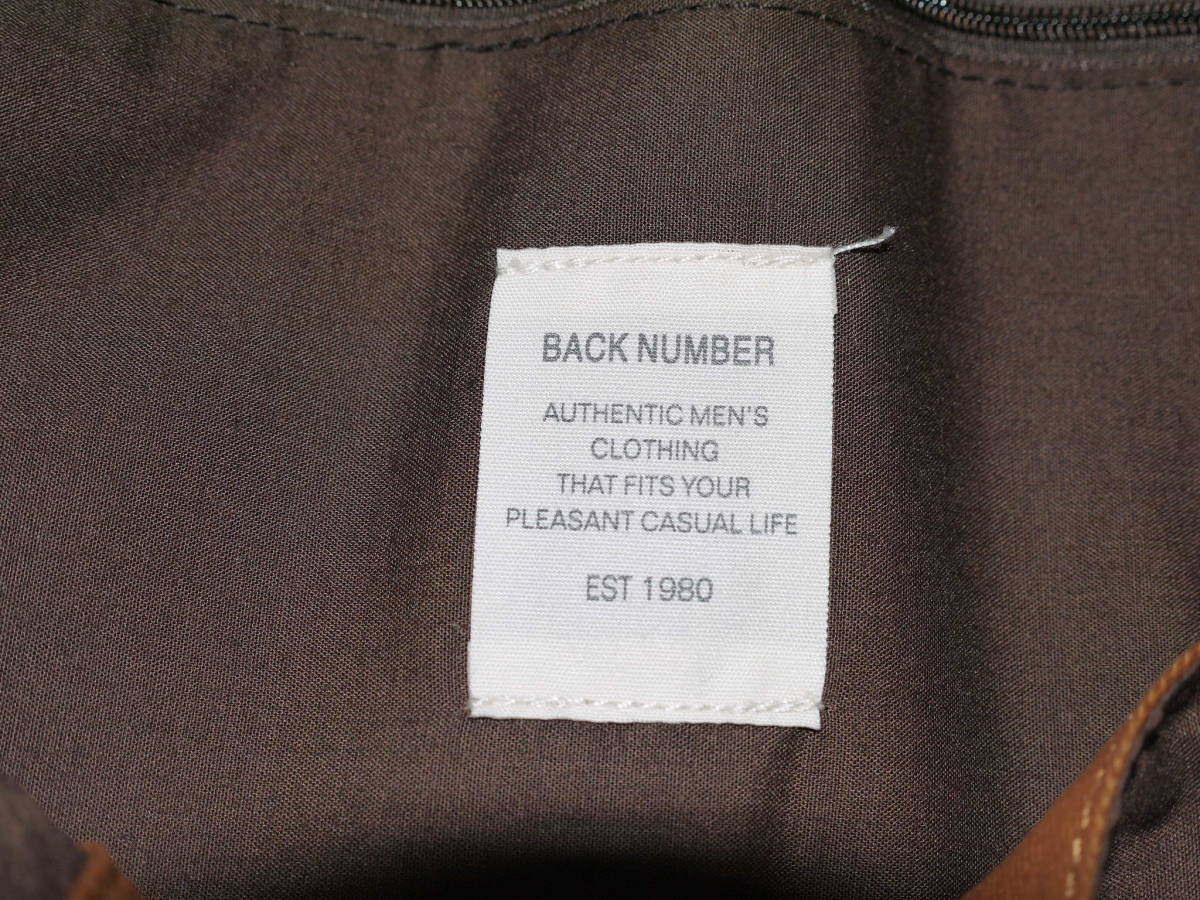 BACK NUMBER
AUTHENTIC MEN'S
CLOTHING
THAT FITS YOUR
PLEASANT CASUAL LIFE
EST 1980